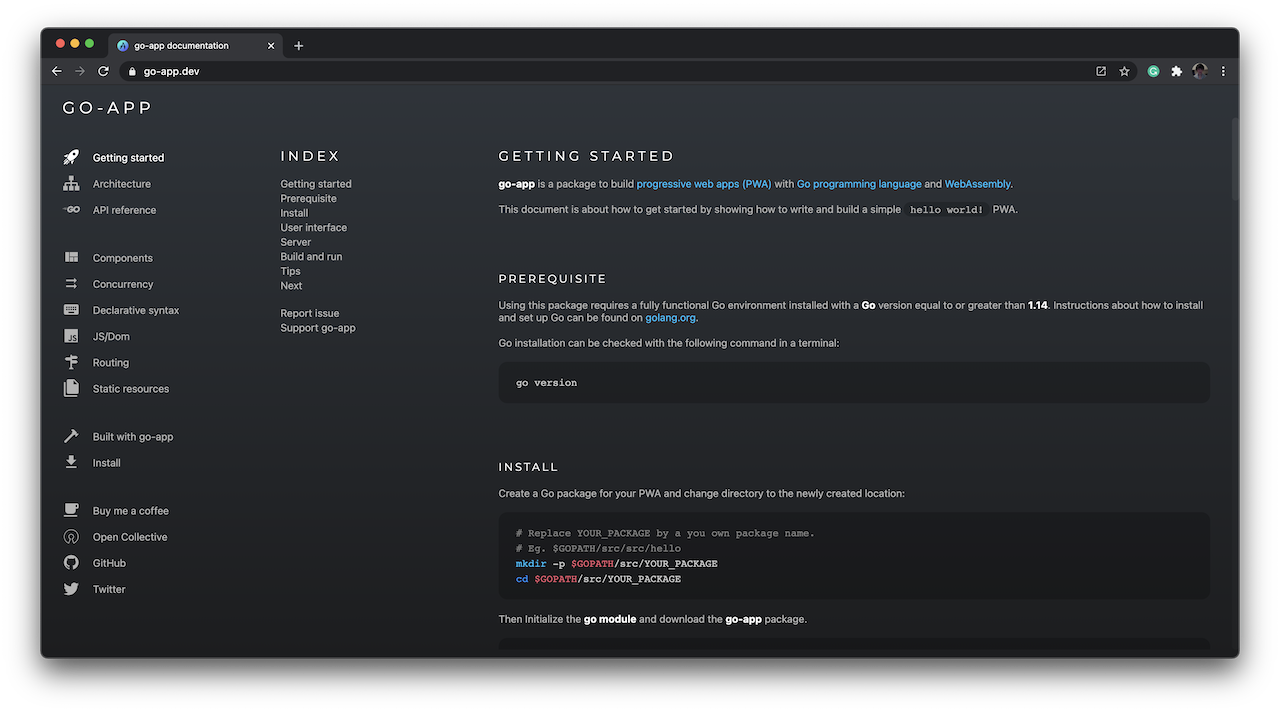 go-app documentation
go-app.dev
GO-APP
Getting started
Architecture
API reference
Components
Concurrency
Declarative syntax
JS/Dom
Routing
Static resources
Built with go-app
Install
Buy me a coffee
Open Collective
GitHub
Twitter
INDEX
Getting started
Prerequisite
Install
User interface
Server
Build and run
Tips
Next
Report issue
Support go-app
GETTING STARTED
go-app is a package to build progressive web apps (PWA) with Go programming language and WebAssembly.
This document is about how to get started by showing how to write and build a simple hello world! PWA.
PREREQUISITE
Using this package requires a fully functional Go environment installed with a Go version equal to or greater than 1.14. Instructions about how to install
and set up Go can be found on golang.org.
Go installation can be checked with the following command in a terminal:
go version
INSTALL
Create a Go package for your PWA and change directory to the newly created location:
# Replace YOUR_PACKAGE by a you own package name.
# Eg. $GOPATH/src/src/hello
mkdir -p $GOPATH/src/YOUR_PACKAGE
cd $GOPATH/src/YOUR_PACKAGE
Then Initialize the go module and download the go-app package.